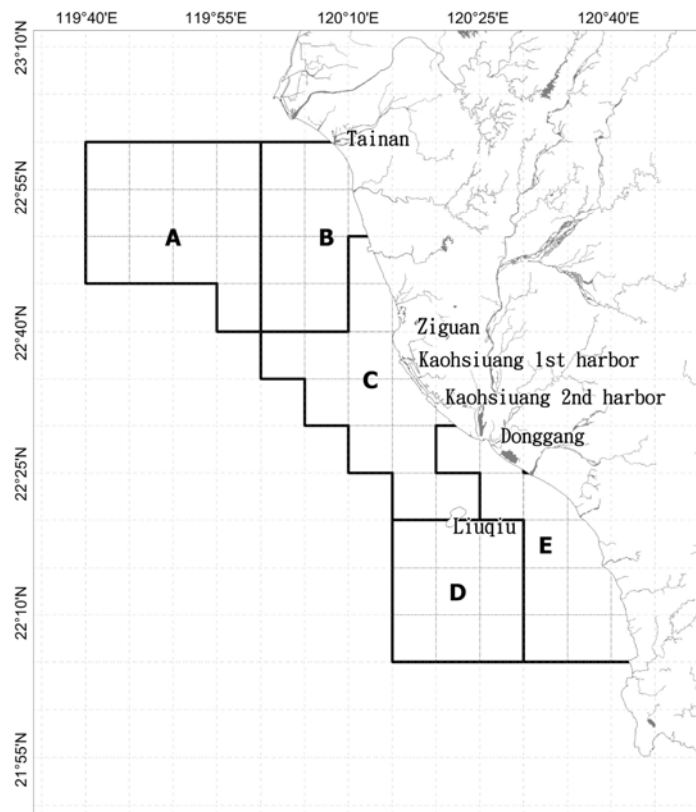 119°40'E 119°55'E 120°10'E 120°25'E 120°40'E
23°10'N
Tainan
22°55'N
A
B
22°40'N
Ziguan
Kaohsiuang 1st harbor
C
Kaohsiuang 2nd harbor
Donggang
22°25'N
Liuqiu
E
D
22°10'N
21°55'N